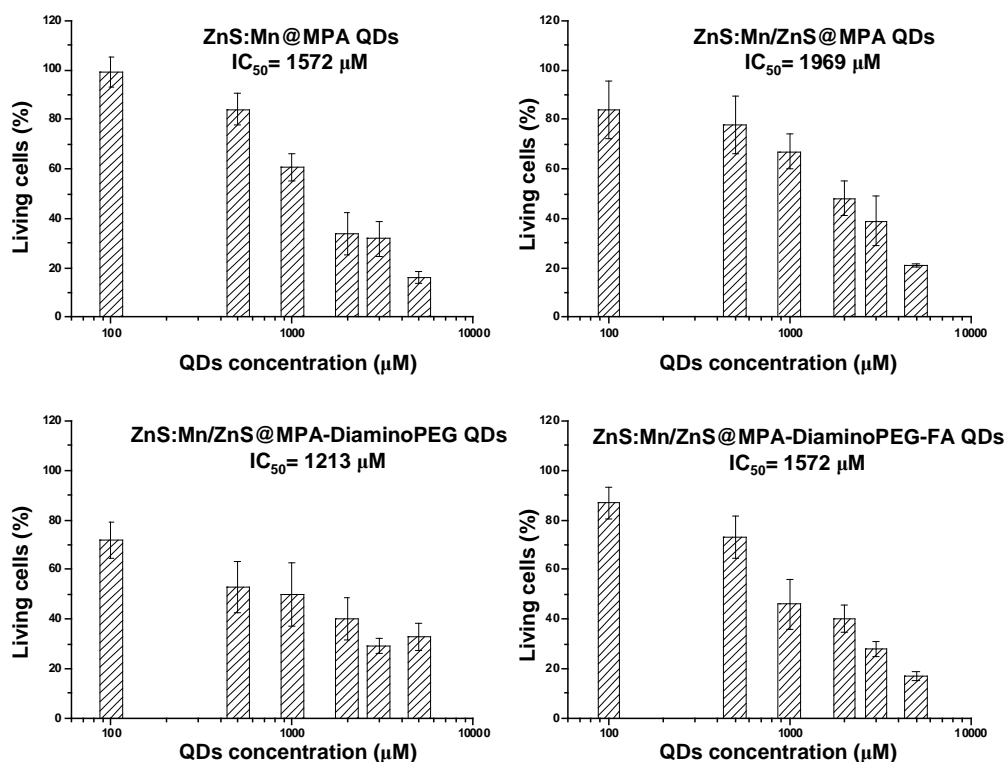 ZnS:Mn@MPA QDs
IC50= 1572 μM
120
100
80
60
40
20
0
Living cells (%)
100
1000
10000
QDs concentration (μM)
ZnS:Mn/ZnS@MPA QDs
IC50= 1969 μM
120
100
80
60
40
20
0
Living cells (%)
100
1000
10000
QDs concentration (μM)
ZnS:Mn/ZnS@MPA-DiaminoPEG QDs
IC50= 1213 μM
120
100
80
60
40
20
0
Living cells (%)
100
1000
10000
QDs concentration (μM)
ZnS:Mn/ZnS@MPA-DiaminoPEG-FA QDs
IC50= 1572 μM
120
100
80
60
40
20
0
Living cells (%)
100
1000
10000
QDs concentration (μM)